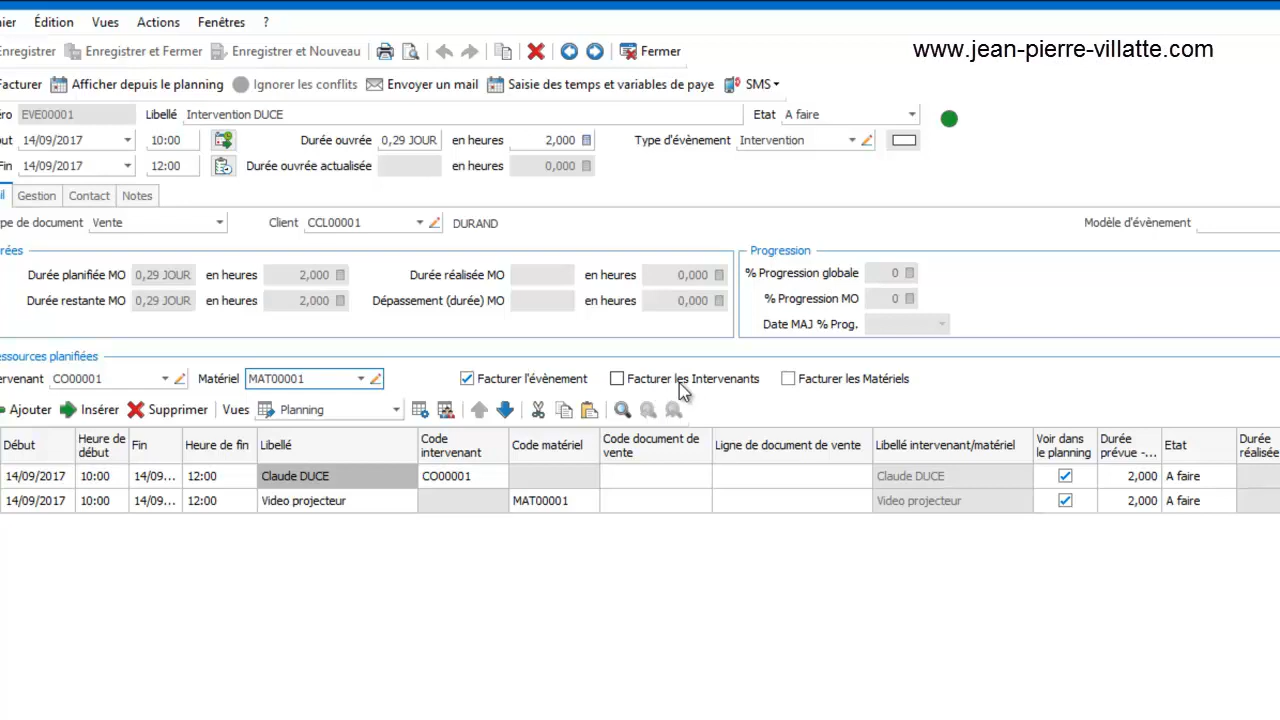 ier Édition Vues Actions Fenêtres ?
Enregistrer Enregistrer et Fermer Enregistrer et Nouveau Fermer
www.jean-pierre-villatte.com
Facturer Afficher depuis le planning Ignorer les conflits Envoyer un mail Saisie des temps et variables de paye SMS
éro EVE00001 Libellé Intervention DUCE Etat A faire
out 14/09/2017 10:00 Durée ouvrée 0,29 JOUR en heures 2,000 Type d'évènement Intervention
Fin 14/09/2017 12:00 Durée ouvrée actualisée en heures 0,000
il Gestion Contact Notes
pe de document Vente Client CCL00001 DURAND Modèle d'évènement
rées Progression
Durée planifiée MO 0,29 JOUR en heures 2,000 Durée réalisée MO en heures 0,000 % Progression globale 0
Durée restante MO 0,29 JOUR en heures 2,000 Dépassement (durée) MO en heures 0,000 % Progression MO 0
Date MAJ % Prog.
essources planifiées
ervenant CO00001 Matériel MAT00001 Facturer l'évènement Facturer les Intervenants Facturer les Matériels
Ajouter Insérer Supprimer Vues Planning
Début Heure de début Fin Heure de fin Libellé Code intervenant Code matériel Code document de vente Ligne de document de vente Libellé intervenant/matériel Voir dans le planning Durée prévue -... Etat Durée réalisée
14/09/2017 10:00 14/09... 12:00 Claude DUCE CO00001 Claude DUCE 2,000 A faire
14/09/2017 10:00 14/09... 12:00 Video projecteur MAT00001 Video projecteur 2,000 A faire